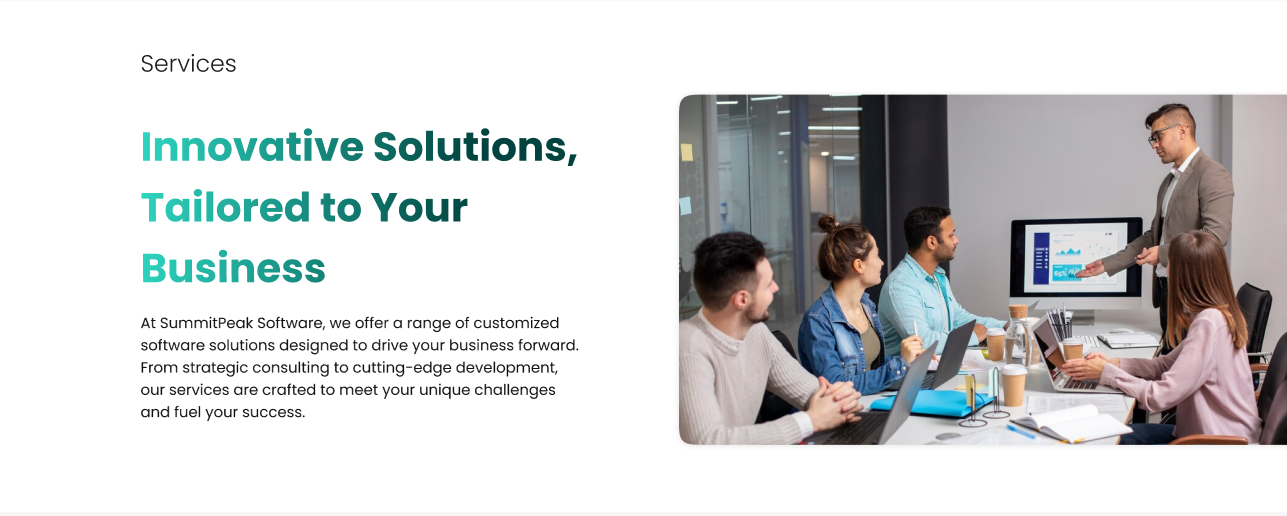 Services
Innovative Solutions,
Tailored to Your
Business
At SummitPeak Software, we offer a range of customized
software solutions designed to drive your business forward.
From strategic consulting to cutting-edge development,
our services are crafted to meet your unique challenges
and fuel your success.